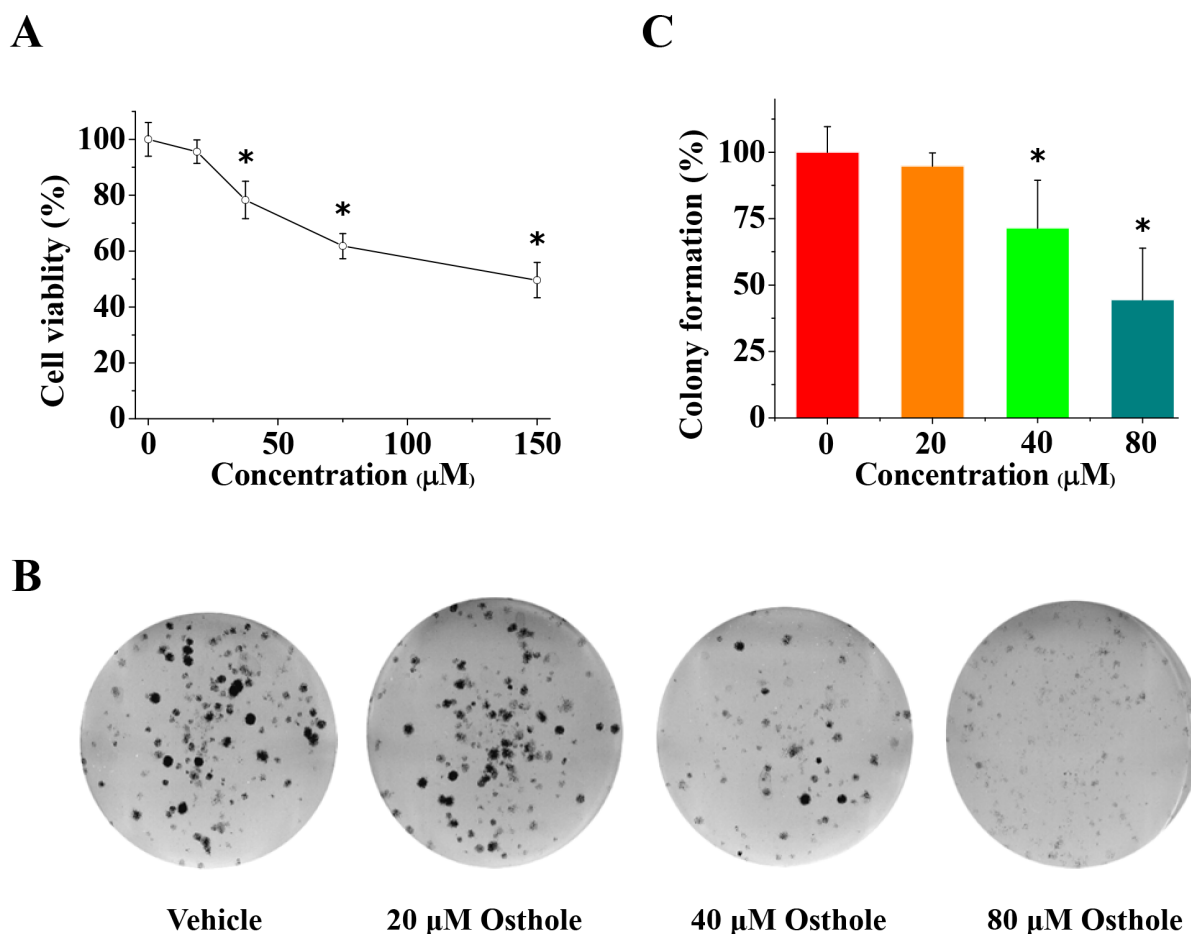 A
Cell viablity (%)
100
80
60
40
20
0
*
*
*
0 50 100 150
Concentration (μM)
C
Colony formation (%)
100
75
50
25
0
*
*
0 20 40 80
Concentration (μM)
B
Vehicle
20 μM Osthole
40 μM Osthole
80 μM Osthole